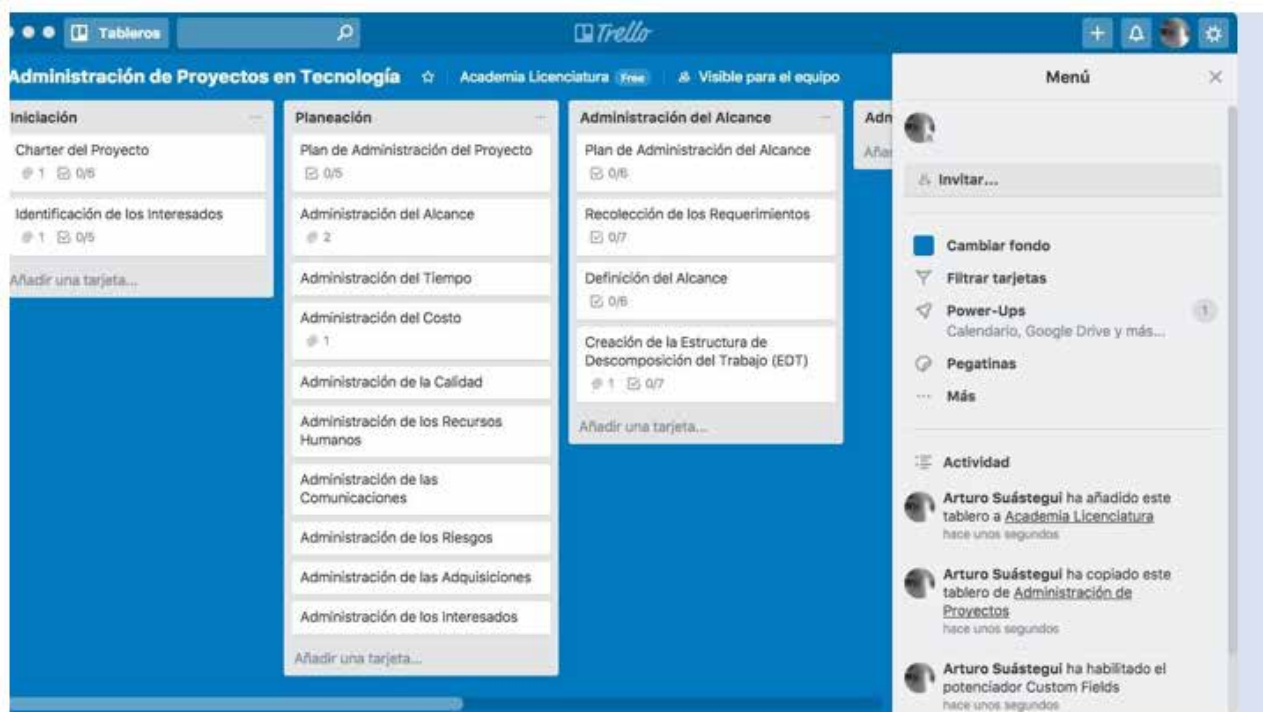 Tableros
Trello
Administración de Proyectos en Tecnología
Academia Licenciatura Free
Visible para el equipo
Iniciación
Charter del Proyecto
1 0/6
Identificación de los Interesados
1 0/5
Añadir una tarjeta...
Planeación
Plan de Administración del Proyecto
0/5
Administración del Alcance
2
Administración del Tiempo
Administración del Costo
1
Administración de la Calidad
Administración de los Recursos
Humanos
Administración de las
Comunicaciones
Administración de los Riesgos
Administración de las Adquisiciones
Administración de los Interesados
Añadir una tarjeta...
Administración del Alcance
Plan de Administración del Alcance
0/6
Recolección de los Requerimientos
0/7
Definición del Alcance
0/6
Creación de la Estructura de
Descomposición del Trabajo (EDT)
1 0/7
Añadir una tarjeta...
Adn
Menú
Invitar...
Cambiar fondo
Filtrar tarjetas
Power-Ups 1
Calendario, Google Drive y más...
Pegatinas
Más
Actividad
Arturo Suástegui ha añadido este
tablero a Academia Licenciatura
hace unos segundos
Arturo Suástegui ha copiado este
tablero de Administración de
Proyectos
hace unos segundos
Arturo Suástegui ha habilitado el
potenciador Custom Fields
hace unos segundos